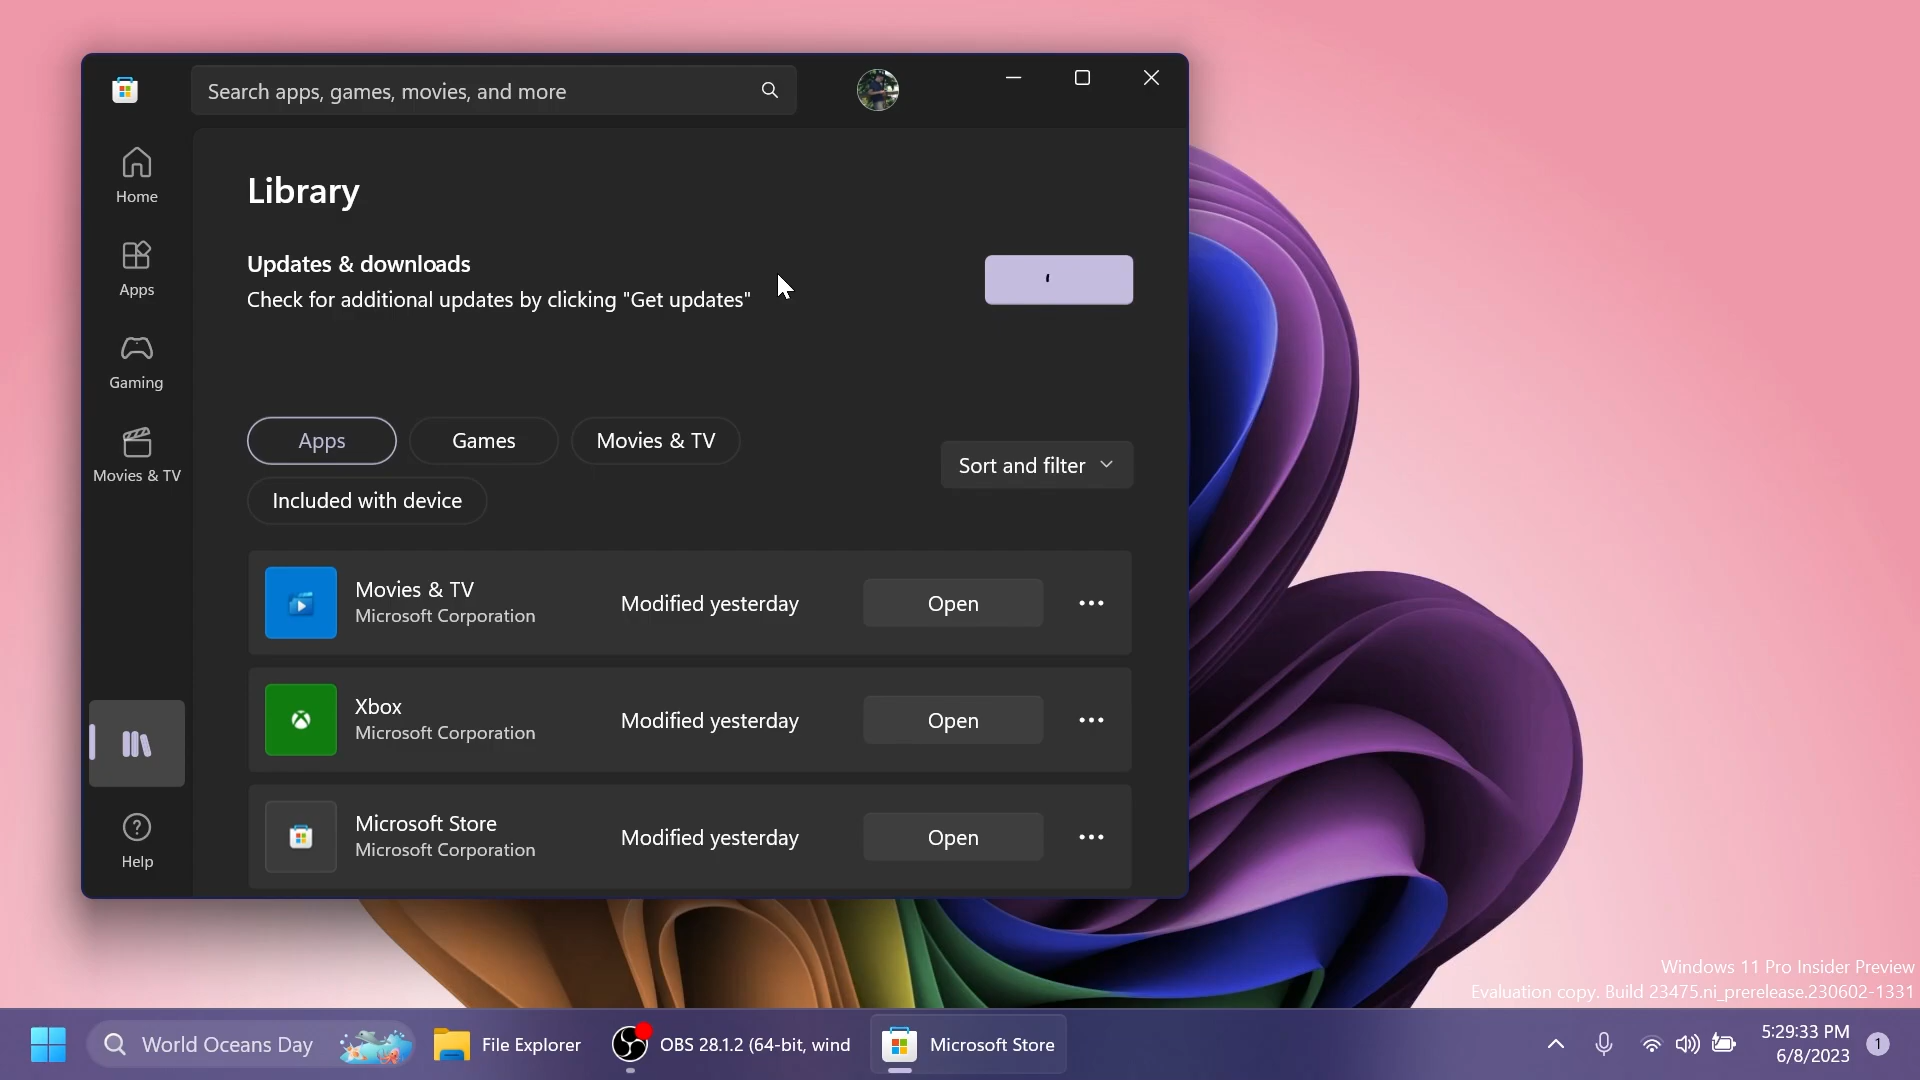 Search apps, games, movies, and more
Home
Apps
Gaming
Movies & TV
Help
Library
Updates & downloads
Check for additional updates by clicking "Get updates"
Apps
Games
Movies & TV
Included with device
Sort and filter
Movies & TV
Microsoft Corporation
Modified yesterday
Open
Xbox
Microsoft Corporation
Modified yesterday
Open
Microsoft Store
Microsoft Corporation
Modified yesterday
Open
Windows 11 Pro Insider Preview
Evaluation copy. Build 23475.ni_prerelease.230602-1331
World Oceans Day
File Explorer
OBS 28.1.2 (64-bit, wind
Microsoft Store
5:29:33 PM
6/8/2023
1